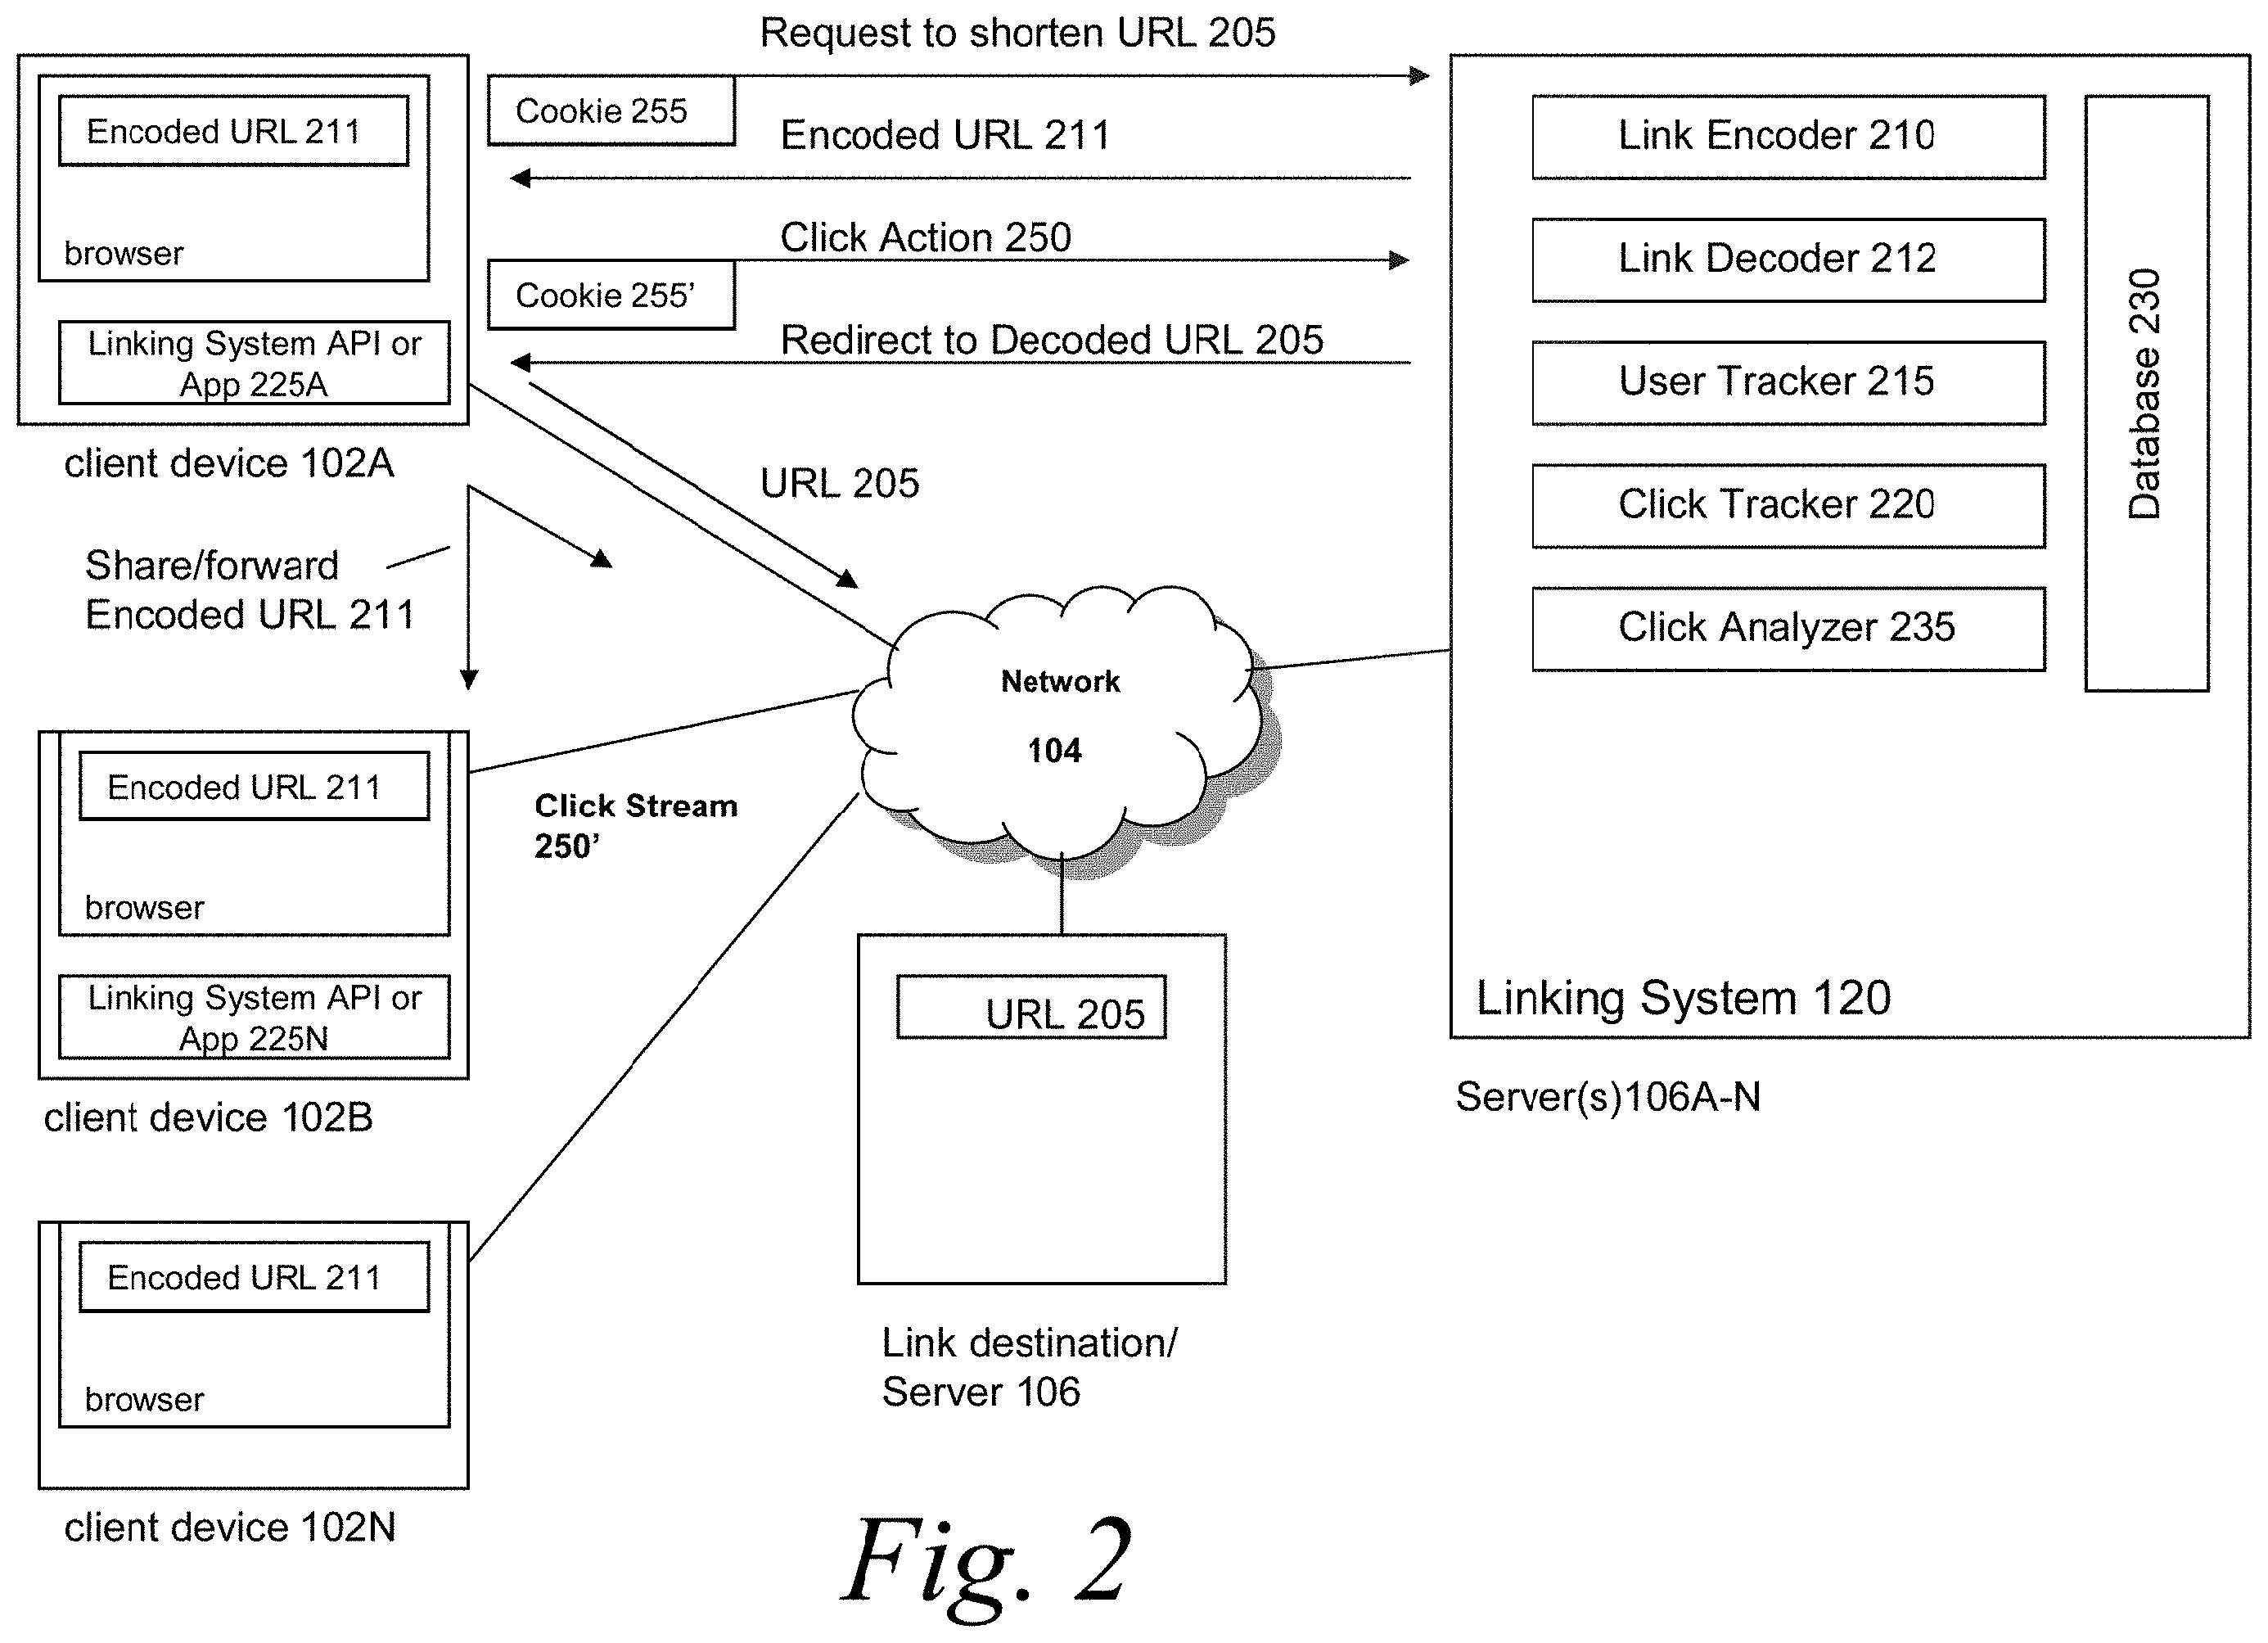 Request to shorten URL 205
Cookie 255
Encoded URL 211
Click Action 250
Cookie 255’
Redirect to Decoded URL 205
Encoded URL 211
browser
Linking System API or
App 225A
client device 102A
URL 205
Share/forward
Encoded URL 211
Link Encoder 210
Link Decoder 212
User Tracker 215
Click Tracker 220
Click Analyzer 235
Database 230
Linking System 120
Server(s)106A-N
Network
104
Click Stream
250’
Encoded URL 211
browser
Linking System API or
App 225N
client device 102B
URL 205
Link destination/
Server 106
Encoded URL 211
browser
client device 102N
Fig. 2